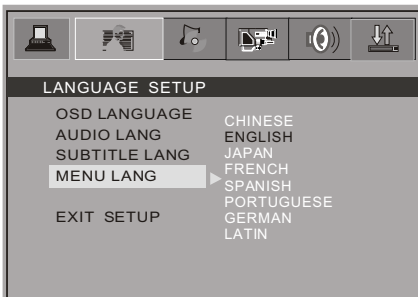 LANGUAGE SETUP
OSD LANGUAGE
AUDIO LANG
SUBTITLE LANG
MENU LANG
EXIT SETUP
CHINESE
ENGLISH
JAPAN
FRENCH
SPANISH
PORTUGUESE
GERMAN
LATIN